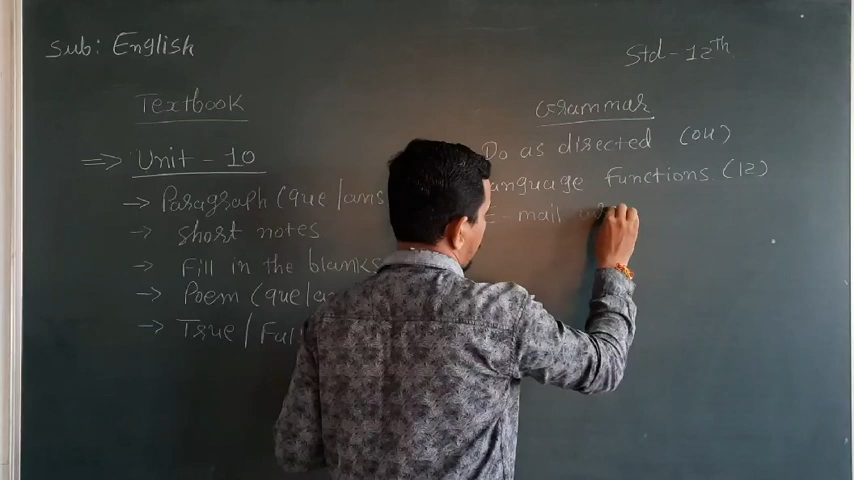 Sub: English
Std - 12th
Textbook
=> Unit - 10
-> Paragraph (que/ans
-> Short notes
-> Fill in the blanks
-> Poem (que/a
-> True/Fal
Grammar
Do as directed (04)
anguage functions (12)
E-mail